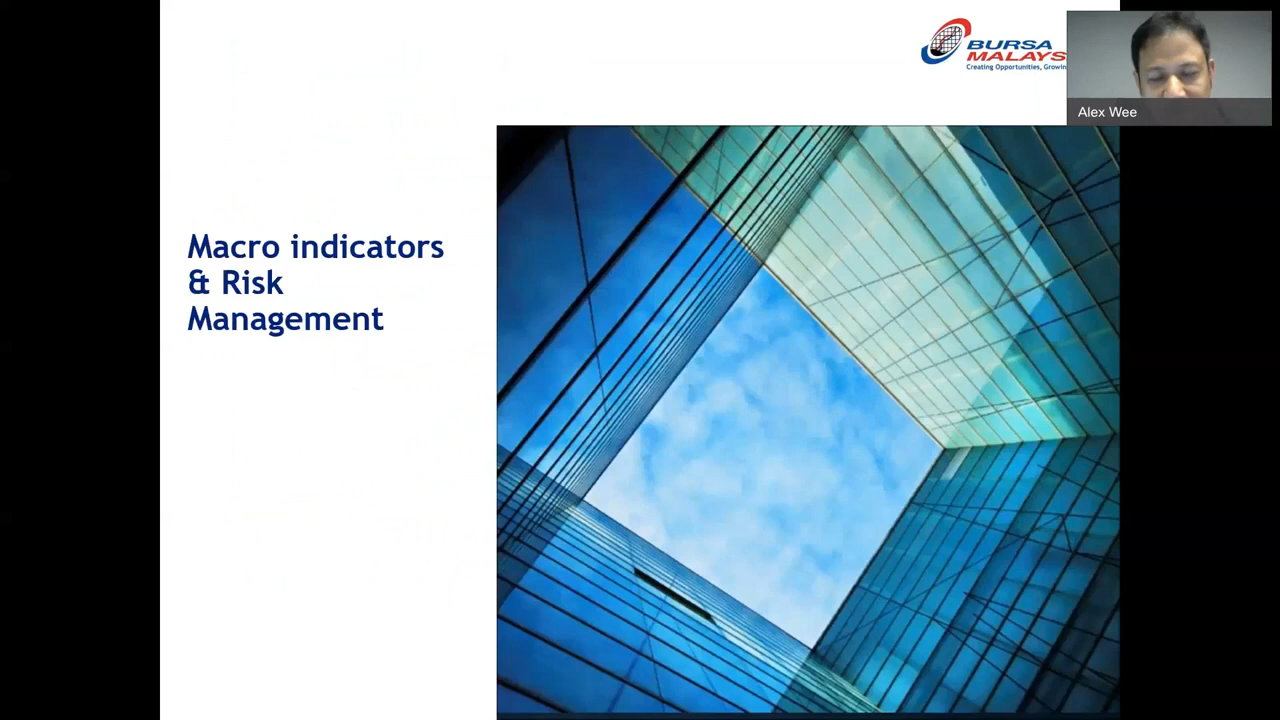 BURSA
MALAYS
Creating Opportunities, Growin
Alex Wee
Macro indicators
& Risk
Management